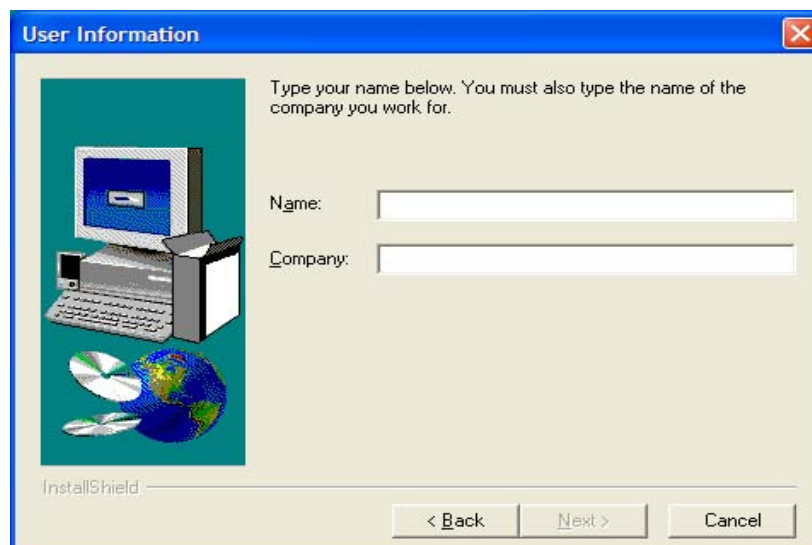 User Information
Type your name below. You must also type the name of the
company you work for.
Name:
Company:
InstallShield
< Back
Next >
Cancel